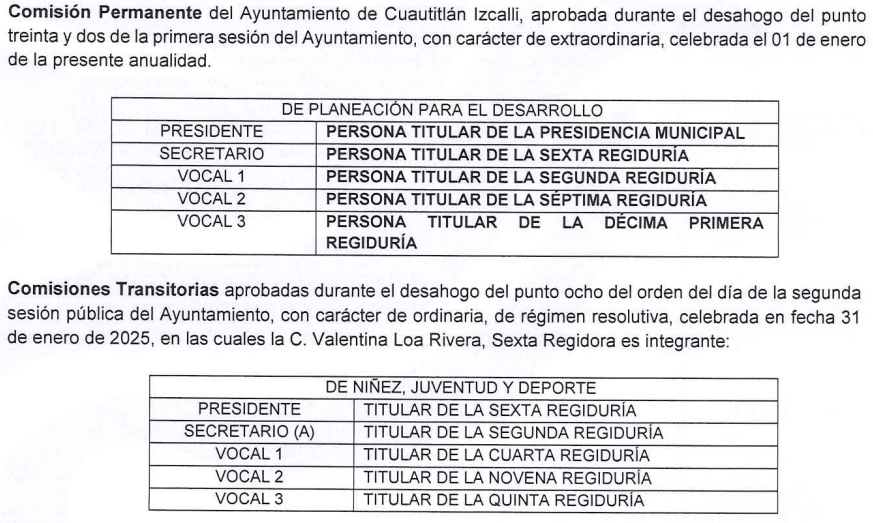 Comisión Permanente del Ayuntamiento de Cuautitlán Izcalli, aprobada durante el desahogo del punto
treinta y dos de la primera sesión del Ayuntamiento, con carácter de extraordinaria, celebrada el 01 de enero
de la presente anualidad.
DE PLANEACIÓN PARA EL DESARROLLO
PRESIDENTE PERSONA TITULAR DE LA PRESIDENCIA MUNICIPAL
SECRETARIO PERSONA TITULAR DE LA SEXTA REGIDURÍA
VOCAL 1 PERSONA TITULAR DE LA SEGUNDA REGIDURÍA
VOCAL 2 PERSONA TITULAR DE LA SÉPTIMA REGIDURÍA
VOCAL 3 PERSONA TITULAR DE LA DÉCIMA PRIMERA
REGIDURÍA
Comisiones Transitorias aprobadas durante el desahogo del punto ocho del orden del día de la segunda
sesión pública del Ayuntamiento, con carácter de ordinaria, de régimen resolutiva, celebrada en fecha 31
de enero de 2025, en las cuales la C. Valentina Loa Rivera, Sexta Regidora es integrante:
DE NIÑEZ, JUVENTUD Y DEPORTE
PRESIDENTE TITULAR DE LA SEXTA REGIDURÍA
SECRETARIO (A) TITULAR DE LA SEGUNDA REGIDURÍA
VOCAL 1 TITULAR DE LA CUARTA REGIDURÍA
VOCAL 2 TITULAR DE LA NOVENA REGIDURÍA
VOCAL 3 TITULAR DE LA QUINTA REGIDURÍA